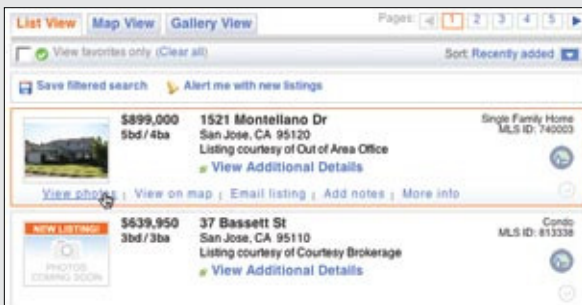 List View Map View Gallery View Pages: 1 2 3 4 5
View favorites only (Clear all) Sort: Recently added
Save filtered search Alert me with new listings
$899,000 1521 Montellano Dr Single Family Home
5bd/4ba San Jose, CA 95120 MLS ID: 740003
Listing courtesy of Out of Area Office
View Additional Details
View photos | View on map | Email listing | Add notes | More info
NEW LISTING! $639,950 37 Bassett St Condo
3bd/3ba San Jose, CA 95110 MLS ID: 813338
Listing courtesy of Courtesy Brokerage
PHOTOS View Additional Details
COMING SOON